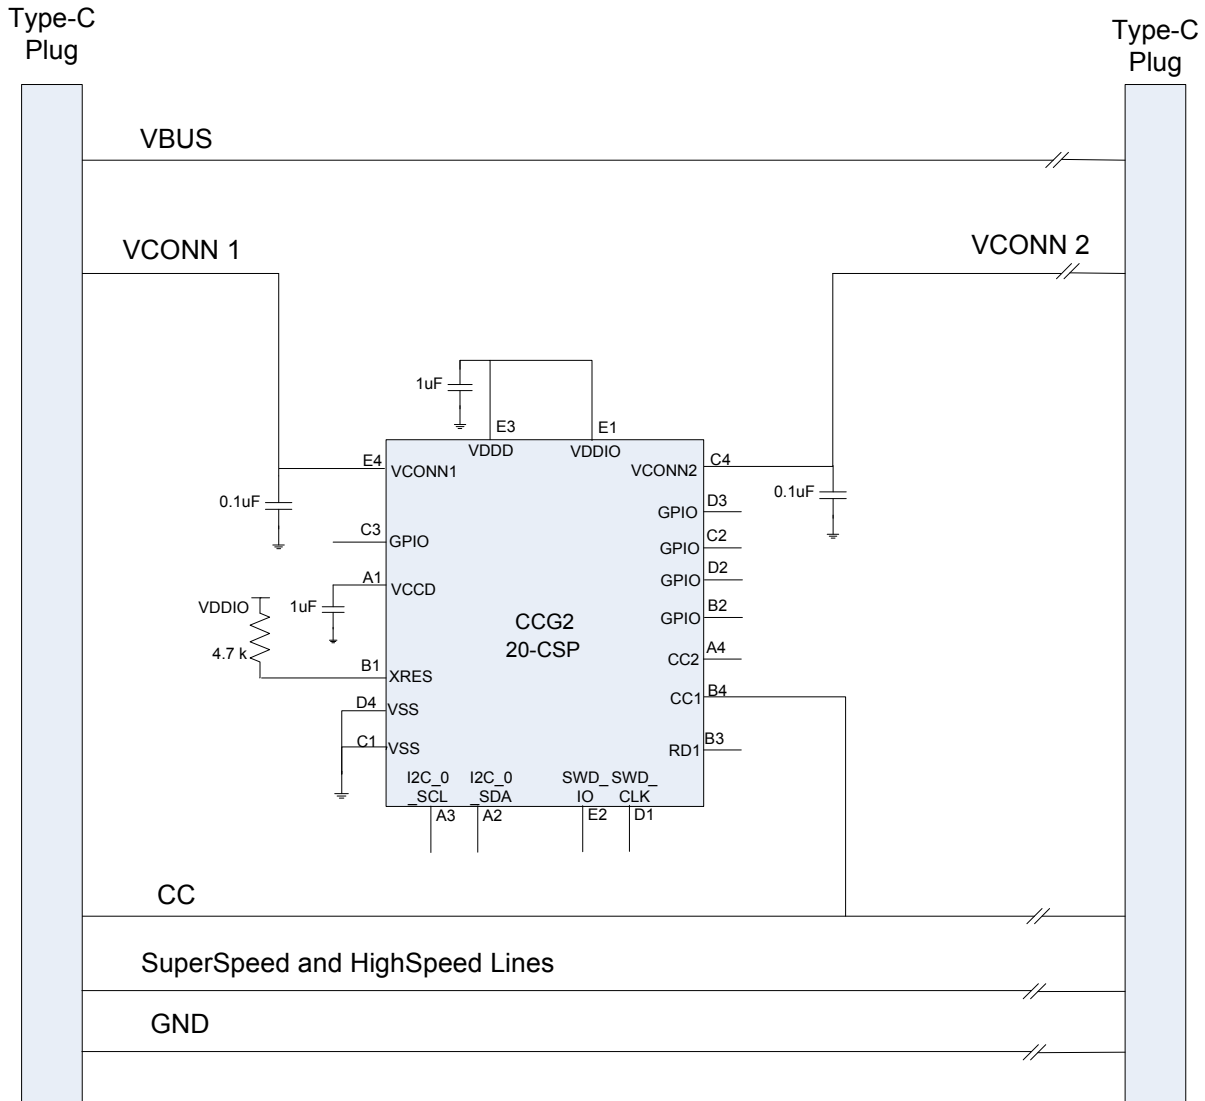 Type-C
Plug
Type-C
Plug
VBUS
VCONN 1
VCONN 2
1uF
E3
E1
VDDD
VDDIO
E4
VCONN1
VCONN2
C4
0.1uF
0.1uF
GPIO
D3
C3
GPIO
GPIO
C2
A1
VCCD
GPIO
D2
VDDIO
1uF
GPIO
B2
CCG2
20-CSP
4.7 k
CC2
A4
B1
XRES
CC1
B4
D4
VSS
C1
VSS
RD1
B3
I2C_0
_SCL
I2C_0
_SDA
SWD_
IO
SWD_
CLK
A3
A2
E2
D1
CC
SuperSpeed and HighSpeed Lines
GND